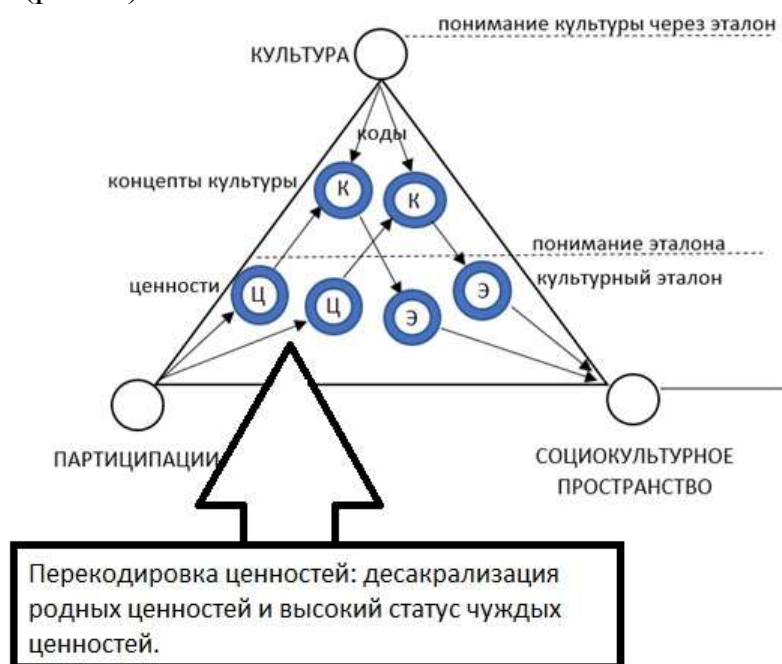 понимание культуры через эталон
КУЛЬТУРА
коды
концепты культуры
К
К
понимание эталона
ценности
культурный эталон
Ц
Ц
Э
Э
ПАРТИЦИПАЦИИ
СОЦИОКУЛЬТУРНОЕ
ПРОСТРАНСТВО
Перекодировка ценностей: десакрализация
родных ценностей и высокий статус чуждых
ценностей.